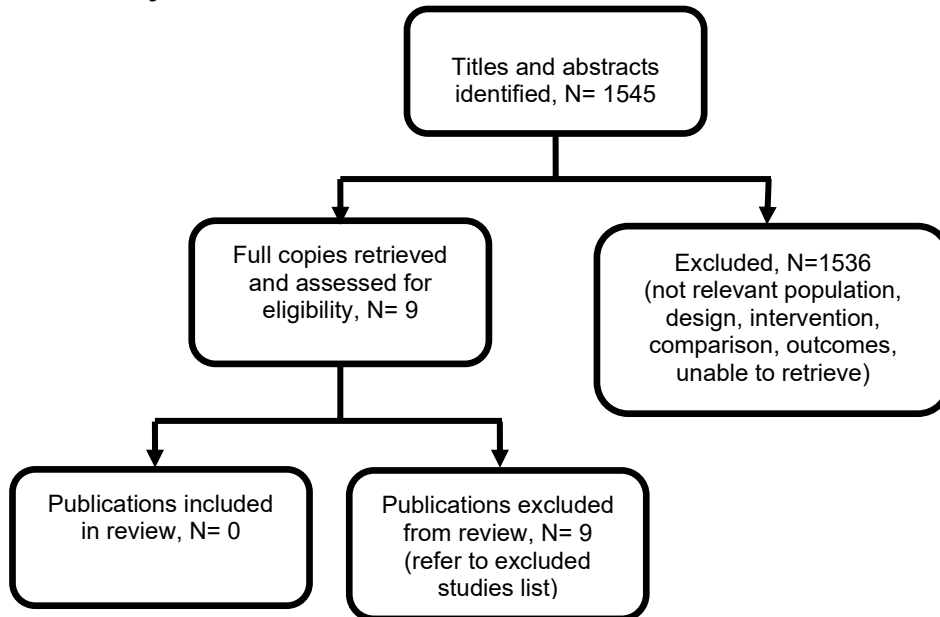 Titles and abstracts
identified, N= 1545
Full copies retrieved
and assessed for
eligibility, N= 9
Excluded, N=1536
(not relevant population,
design, intervention,
comparison, outcomes,
unable to retrieve)
Publications included
in review, N= 0
Publications excluded
from review, N= 9
(refer to excluded
studies list)